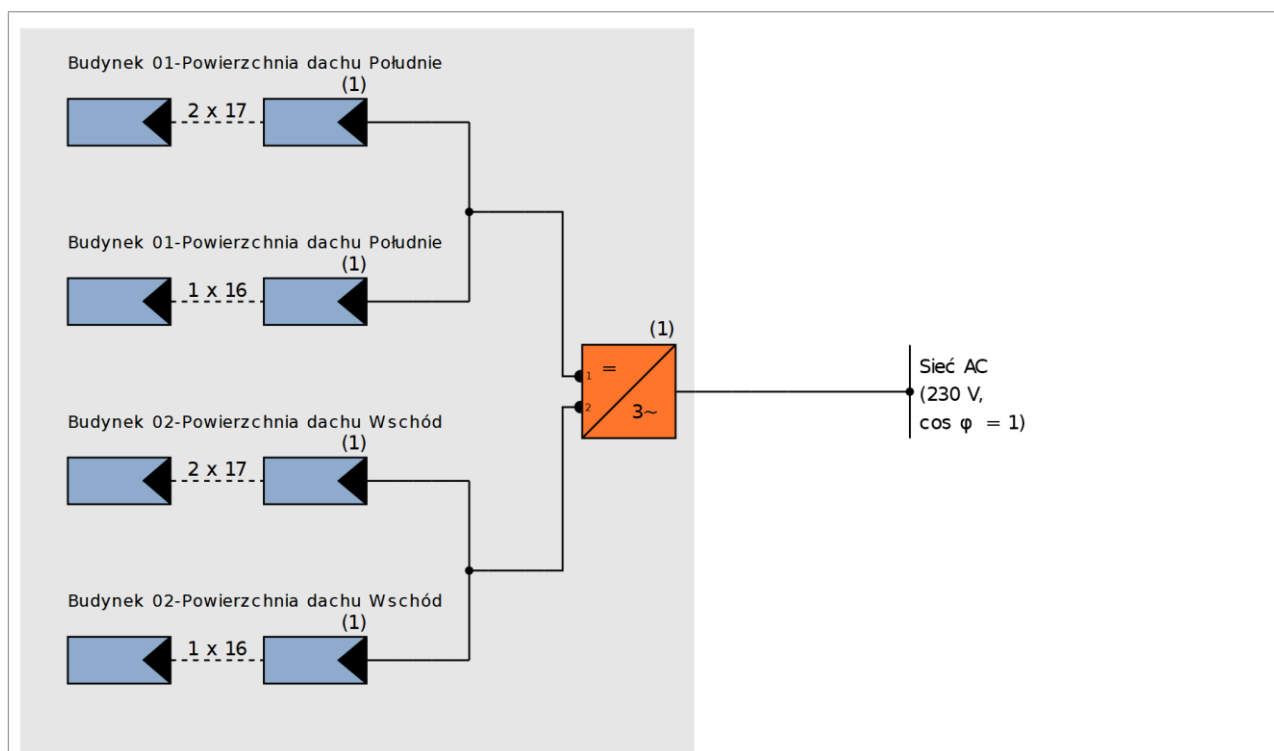 Budynek 01-Powierzchnia dachu Południe
(1)
2 x 17
Budynek 01-Powierzchnia dachu Południe
(1)
1 x 16
(1)
=
1
2
3~
Sieć AC
(230 V,
cos φ = 1)
Budynek 02-Powierzchnia dachu Wschód
(1)
2 x 17
Budynek 02-Powierzchnia dachu Wschód
(1)
1 x 16